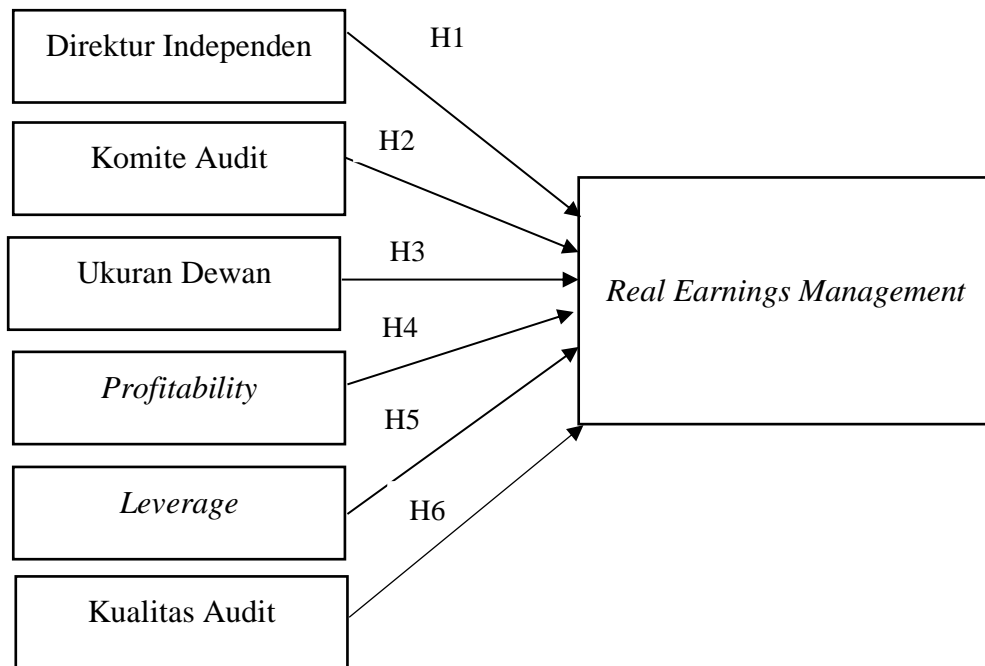 Direktur Independen
H1
Komite Audit
H2
Ukuran Dewan
H3
Real Earnings Management
H4
Profitability
H5
Leverage
H6
Kualitas Audit